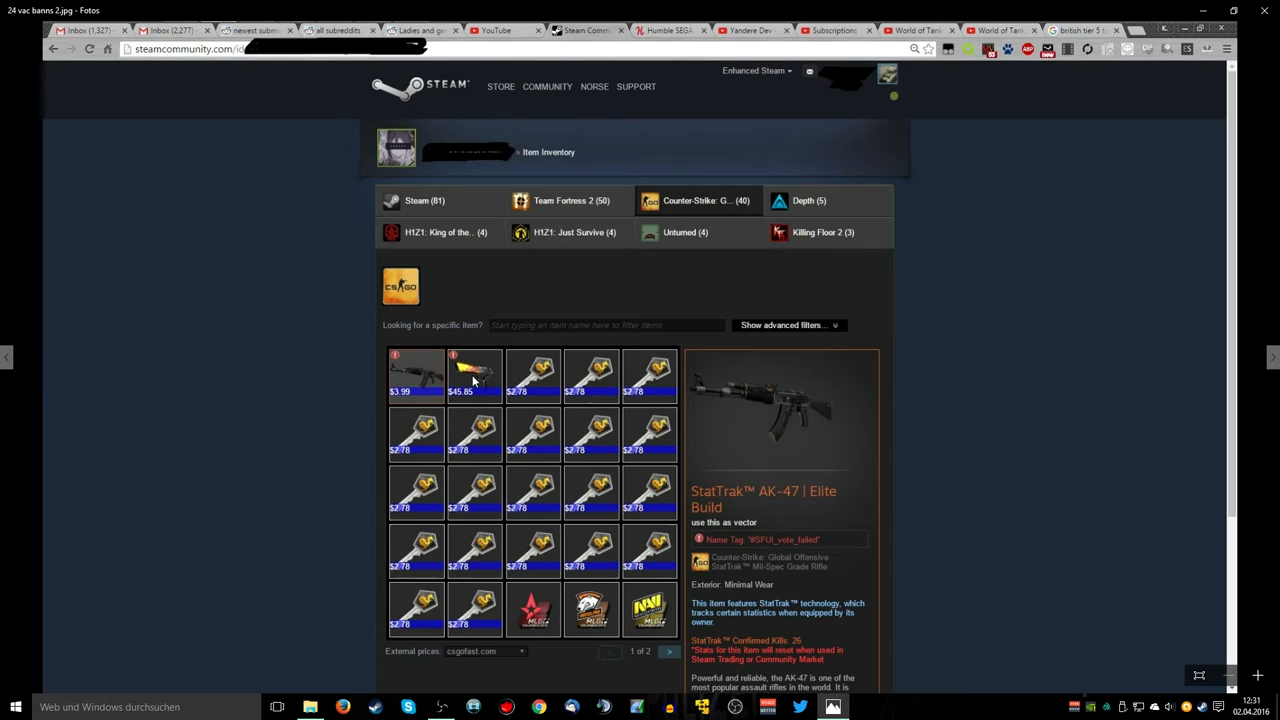 24 vac banns 2.jpg - Fotos
Inbox (1,327)
Inbox (2,277)
newest submi
all subreddits
Ladies and ge
YouTube
Steam Commu
Humble SEGA
Yandere Dev -
Subscriptions
World of Tank
World of Tank
british tier 5 t
steamcommunity.com/id
STEAM
STORE COMMUNITY NORSE SUPPORT
Enhanced Steam
» Item Inventory
Steam (81)
Team Fortress 2 (50)
Counter-Strike: G... (40)
Depth (5)
H1Z1: King of the... (4)
H1Z1: Just Survive (4)
Unturned (4)
Killing Floor 2 (3)
CS GO
Looking for a specific item?
Start typing an item name here to filter items
Show advanced filters...
$3.99 $45.85 $2.78 $2.78 $2.78
$2.78 $2.78 $2.78 $2.78 $2.78
$2.78 $2.78 $2.78 $2.78 $2.78
$2.78 $2.78 $2.78 $2.78 $2.78
$2.78 $2.78
External prices: csgofast.com
1 of 2 >
StatTrak™ AK-47 | Elite
Build
use this as vector
Name Tag: "#SFUI_vote_failed"
Counter-Strike: Global Offensive
StatTrak™ Mil-Spec Grade Rifle
Exterior: Minimal Wear
This item features StatTrak™ technology, which
tracks certain statistics when equipped by its
owner.
StatTrak™ Confirmed Kills: 26
*Stats for this item will reset when used in
Steam Trading or Community Market
Powerful and reliable, the AK-47 is one of the
most popular assault rifles in the world. It is
Web und Windows durchsuchen
12:31
02.04.2016